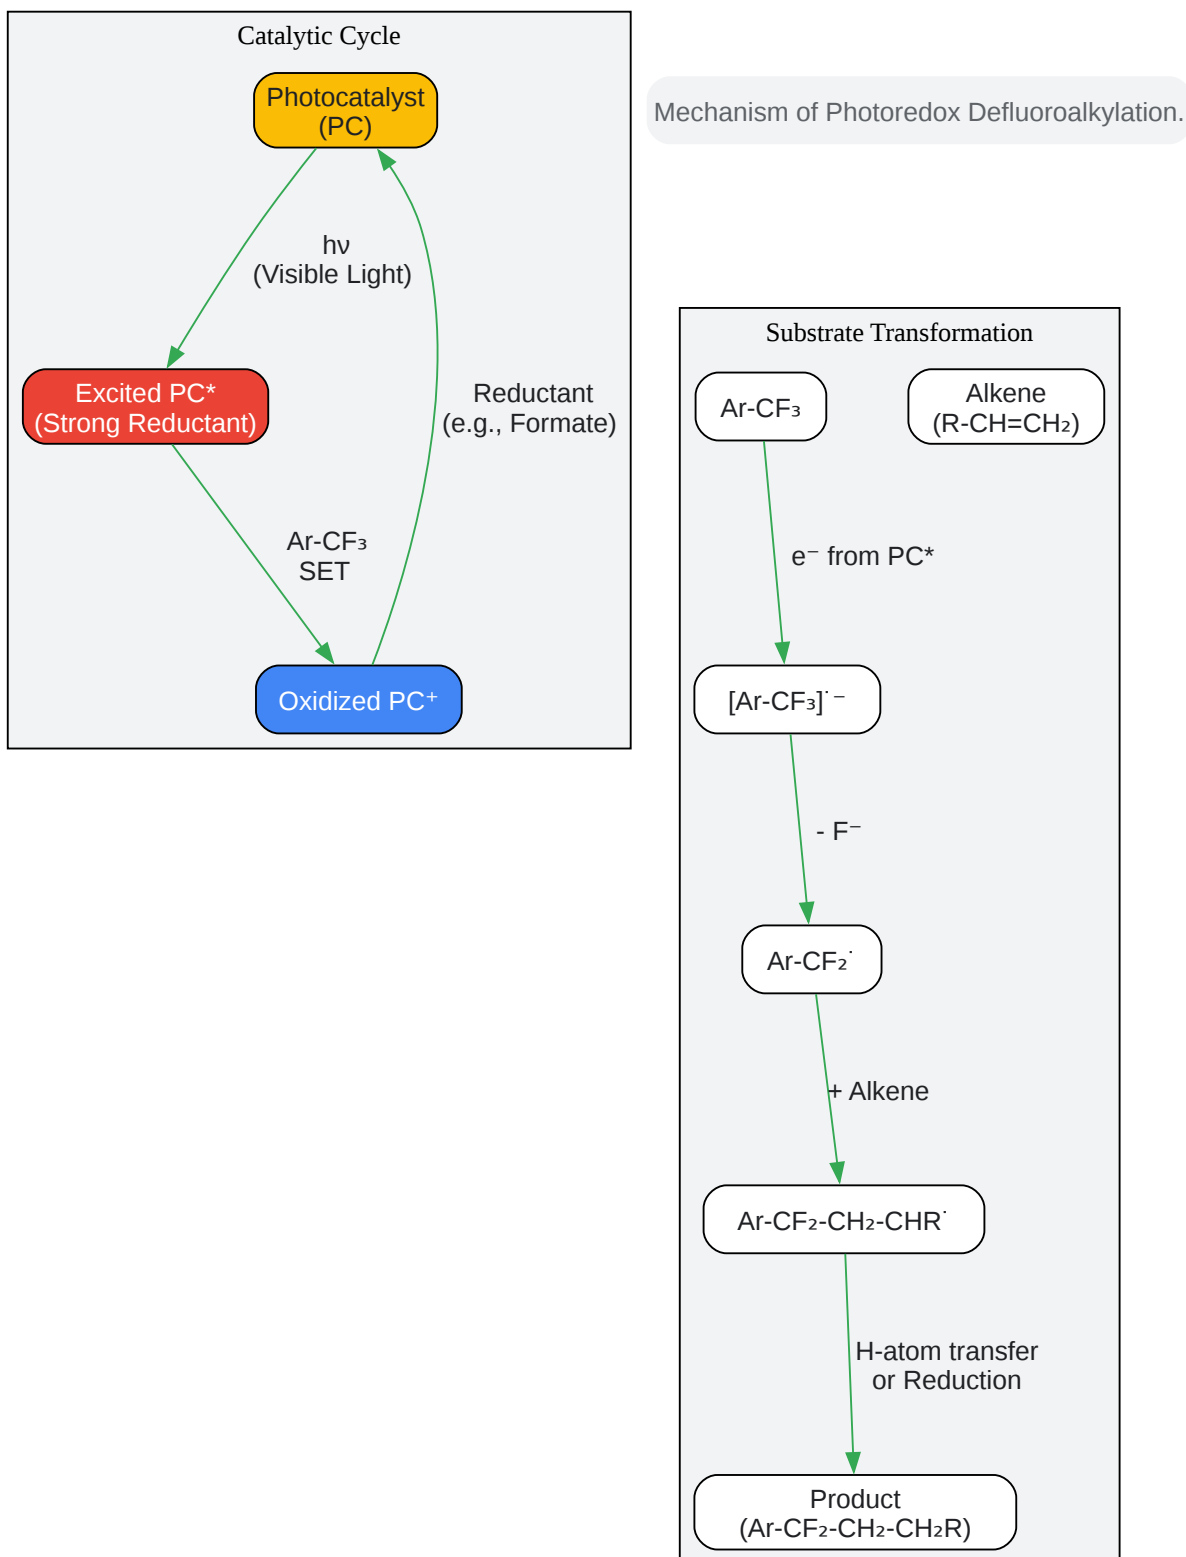 Catalytic Cycle
Photocatalyst
(PC)
Mechanism of Photoredox Defluoroalkylation.
hν
(Visible Light)
Excited PC*
(Strong Reductant)
Reductant
(e.g., Formate)
Ar-CF₃
SET
Oxidized PC⁺
Substrate Transformation
Ar-CF₃
Alkene
(R-CH=CH₂)
e⁻ from PC*
[Ar-CF₃]˙⁻
- F⁻
Ar-CF₂˙
+ Alkene
Ar-CF₂-CH₂-CHR˙
H-atom transfer
or Reduction
Product
(Ar-CF₂-CH₂-CH₂R)